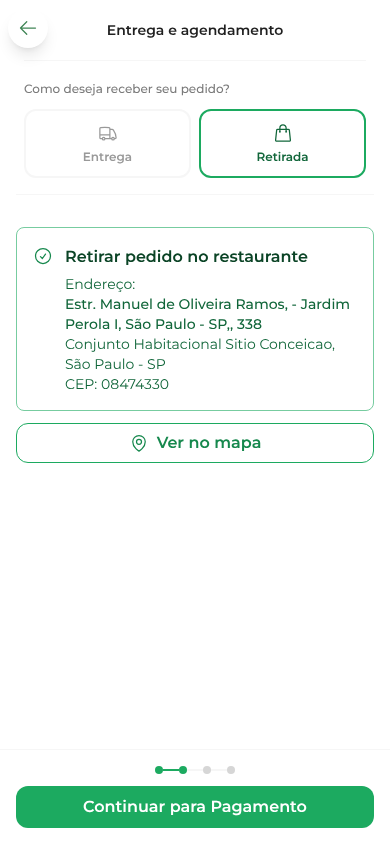 Entrega e agendamento
Como deseja receber seu pedido?
Entrega
Retirada
Retirar pedido no restaurante
Endereço:
Estr. Manuel de Oliveira Ramos, - Jardim
Perola I, São Paulo - SP,, 338
Conjunto Habitacional Sitio Conceicao,
São Paulo - SP
CEP: 08474330
Ver no mapa
Continuar para Pagamento